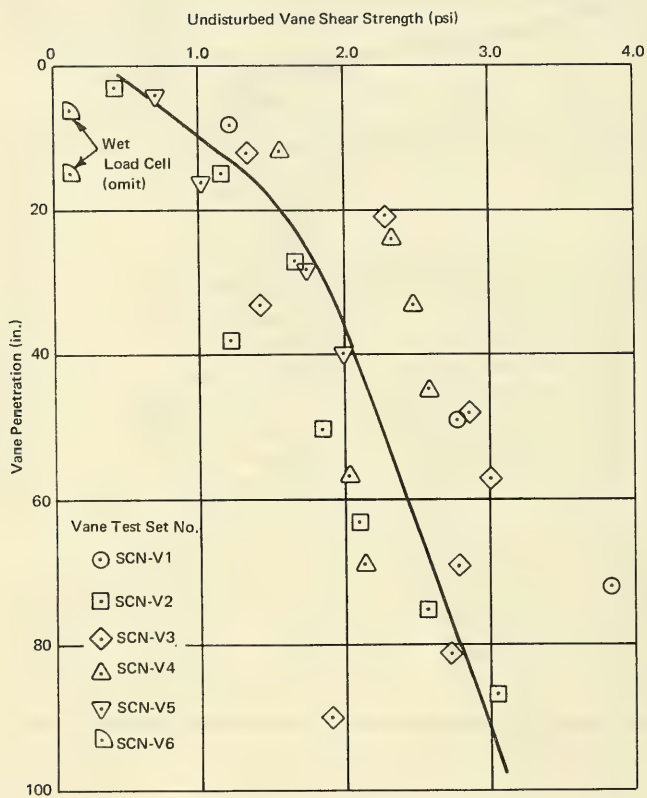 Undisturbed Vane Shear Strength (psi)
0 1.0 2.0 3.0 4.0
0
20
40
60
80
100
Vane Penetration (in.)
Wet
Load Cell
(omit)
Vane Test Set No.
SCN-V1
SCN-V2
SCN-V3
SCN-V4
SCN-V5
SCN-V6